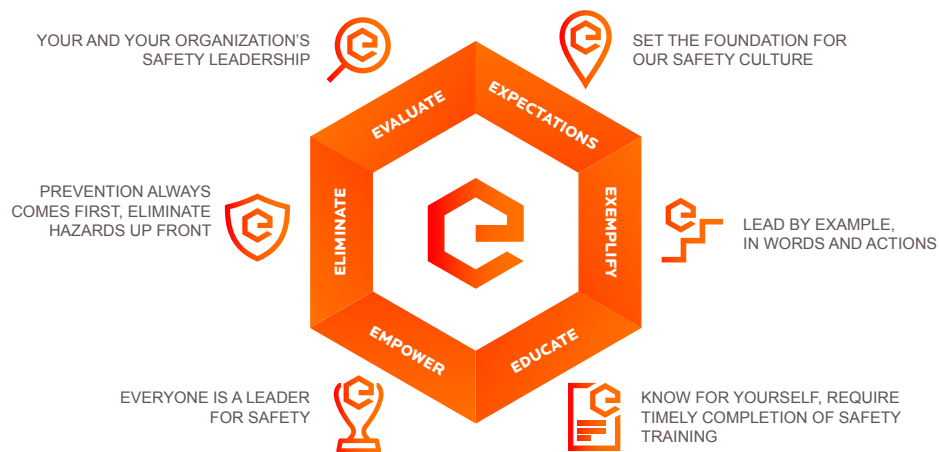 YOUR AND YOUR ORGANIZATION'S
SAFETY LEADERSHIP
SET THE FOUNDATION FOR
OUR SAFETY CULTURE
EVALUATE
EXPECTATIONS
PREVENTION ALWAYS
COMES FIRST, ELIMINATE
HAZARDS UP FRONT
ELIMINATE
EXEMPLIFY
LEAD BY EXAMPLE,
IN WORDS AND ACTIONS
EMPOWER
EDUCATE
EVERYONE IS A LEADER
FOR SAFETY
KNOW FOR YOURSELF, REQUIRE
TIMELY COMPLETION OF SAFETY
TRAINING